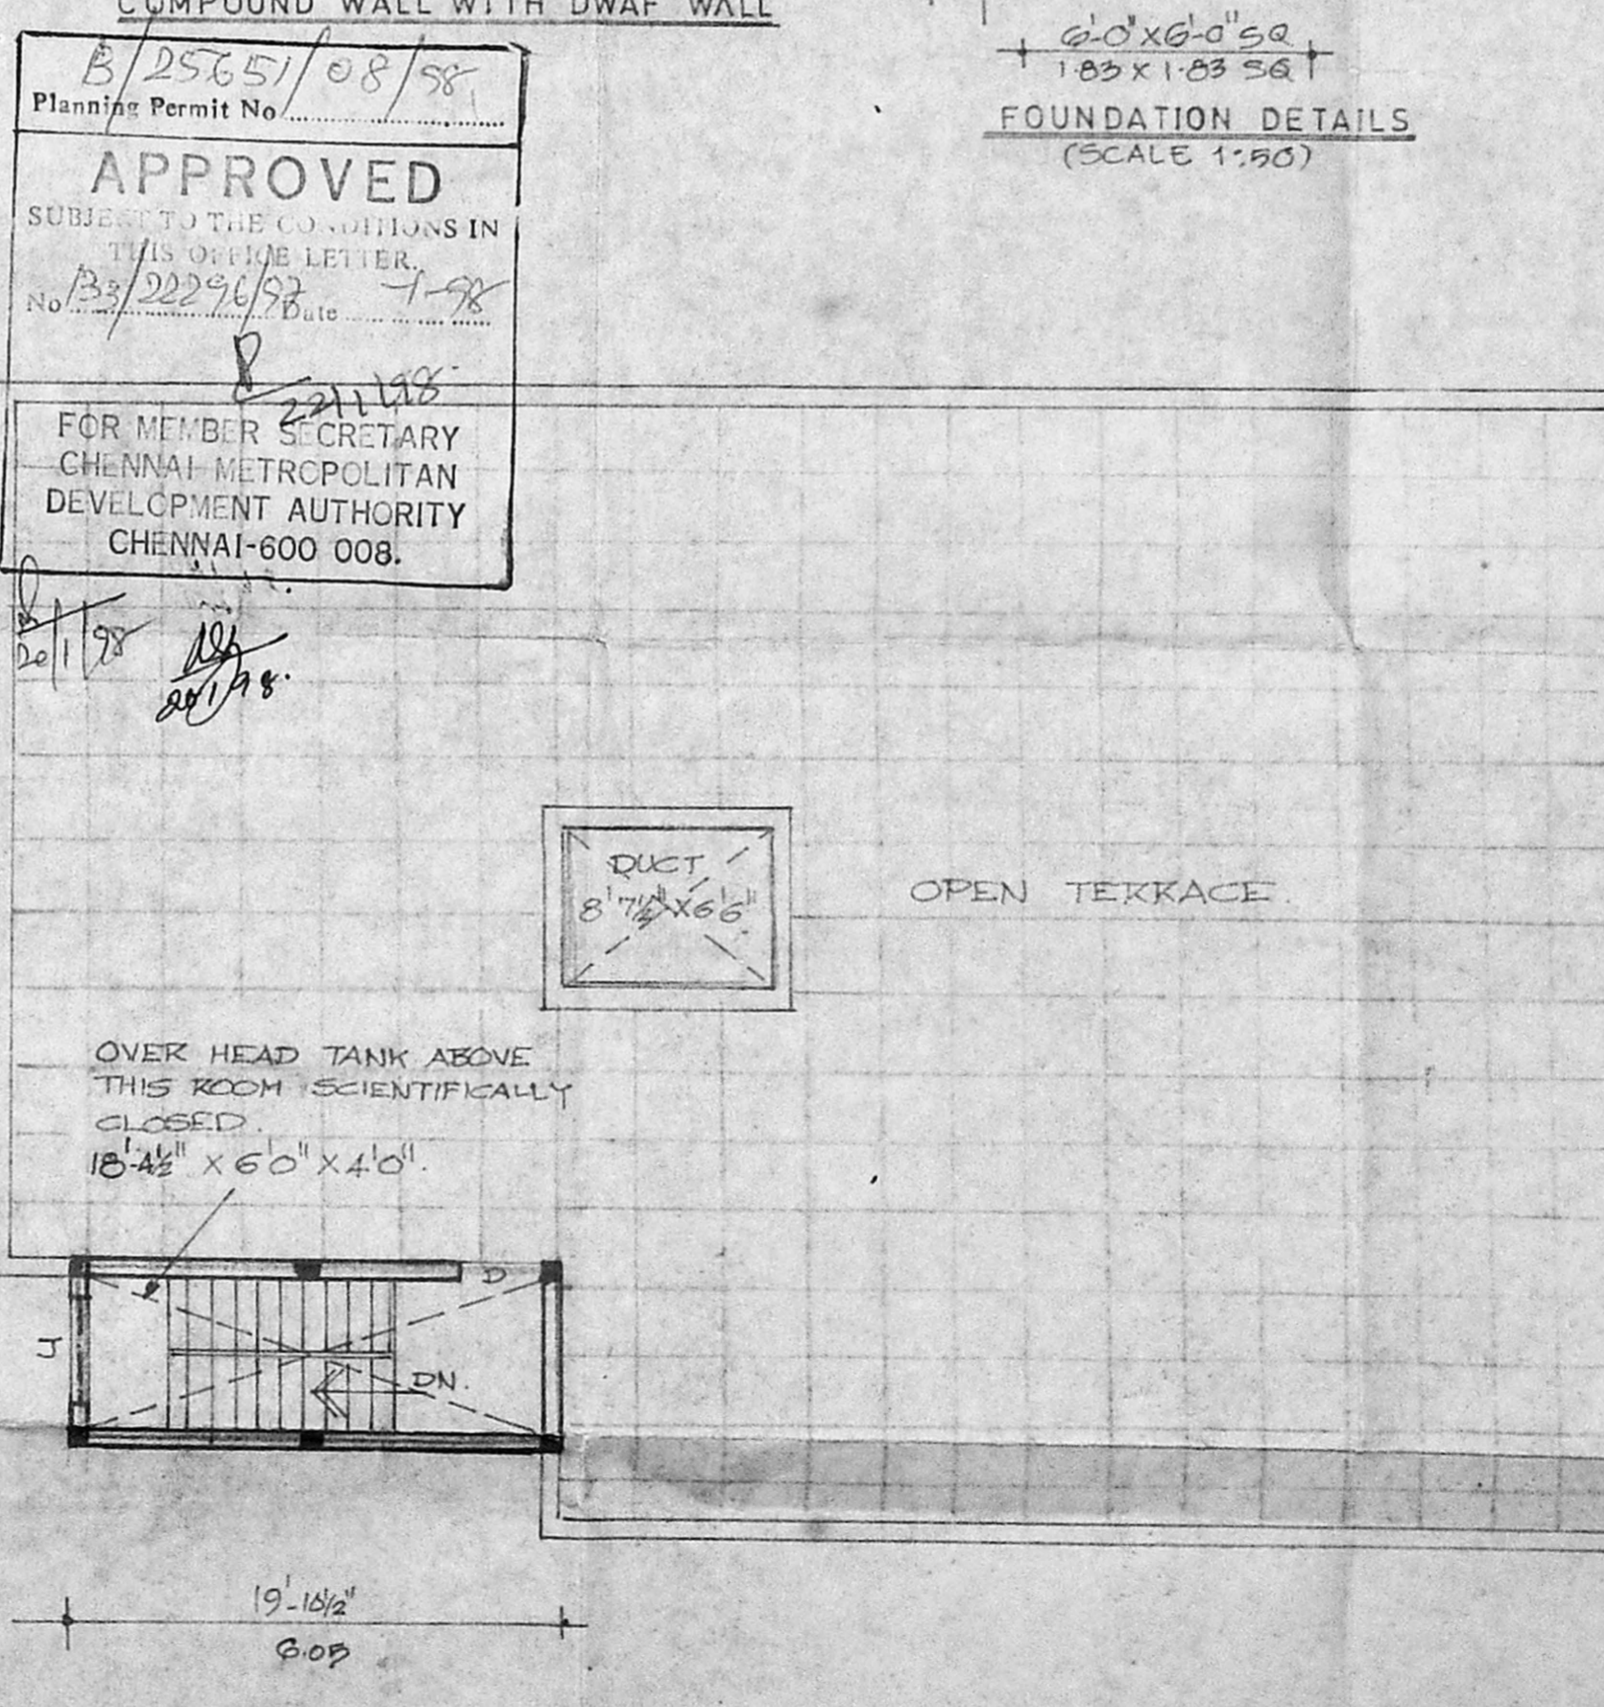 COMPOUND WALL WITH DWAF WALL
6'-0"X6'-0"SQ
1.83 X 1.83 SQ
FOUNDATION DETAILS
(SCALE 1:50)
B/25651/08/98
Planning Permit No
APPROVED
SUBJECT TO THE CONDITIONS IN
THIS OFFICE LETTER.
No B3/22296/97 Date -1-98
22/1/98
FOR MEMBER SECRETARY
CHENNAI METROPOLITAN
DEVELOPMENT AUTHORITY
CHENNAI-600 008.
20/1/98
20/1/98.
DUCT
8'7½"X6'6"
OPEN TERRACE.
OVER HEAD TANK ABOVE
THIS ROOM SCIENTIFICALLY
CLOSED.
18'-4½" X 6'0" X 4'0".
D
J
DN.
19'-10½"
6.05